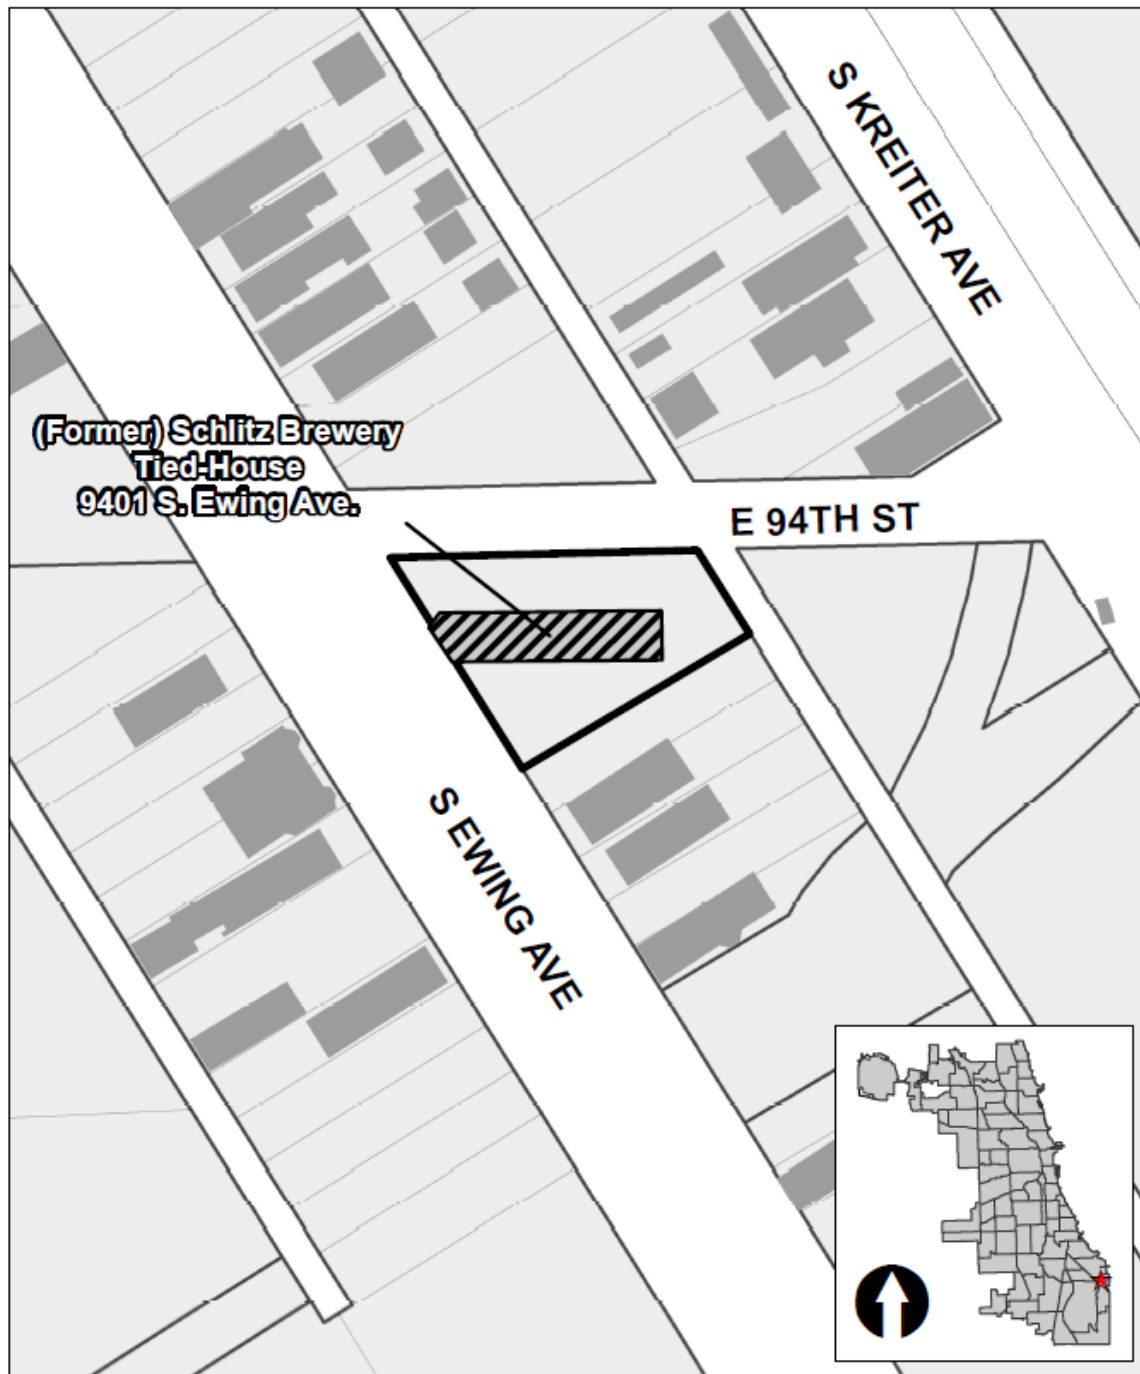 S KREITER AVE
(Former) Schlitz Brewery
Tied-House
9401 S. Ewing Ave.
E 94TH ST
S EWING AVE